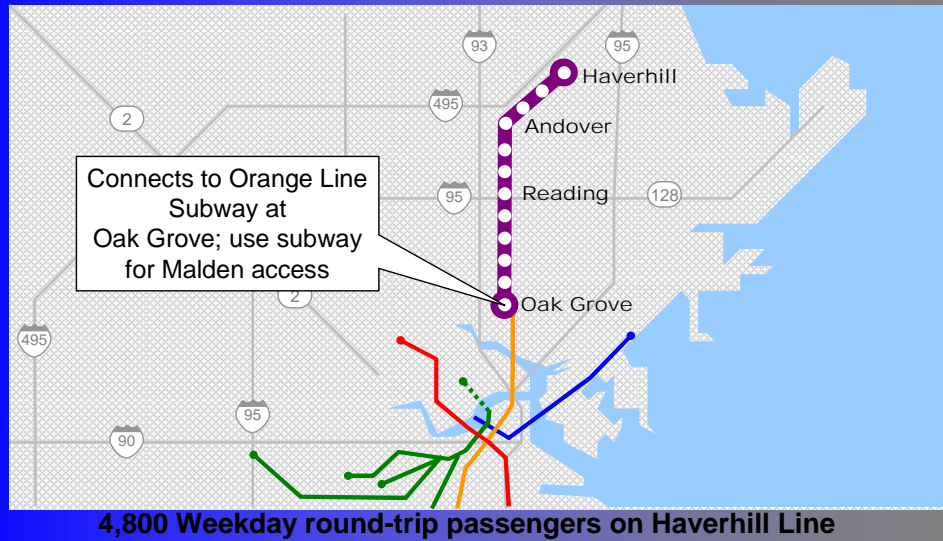 93
95
Haverhill
495
2
Andover
Connects to Orange Line
Subway at
Oak Grove; use subway
for Malden access
95
Reading
128
2
Oak Grove
495
95
90
4,800 Weekday round-trip passengers on Haverhill Line